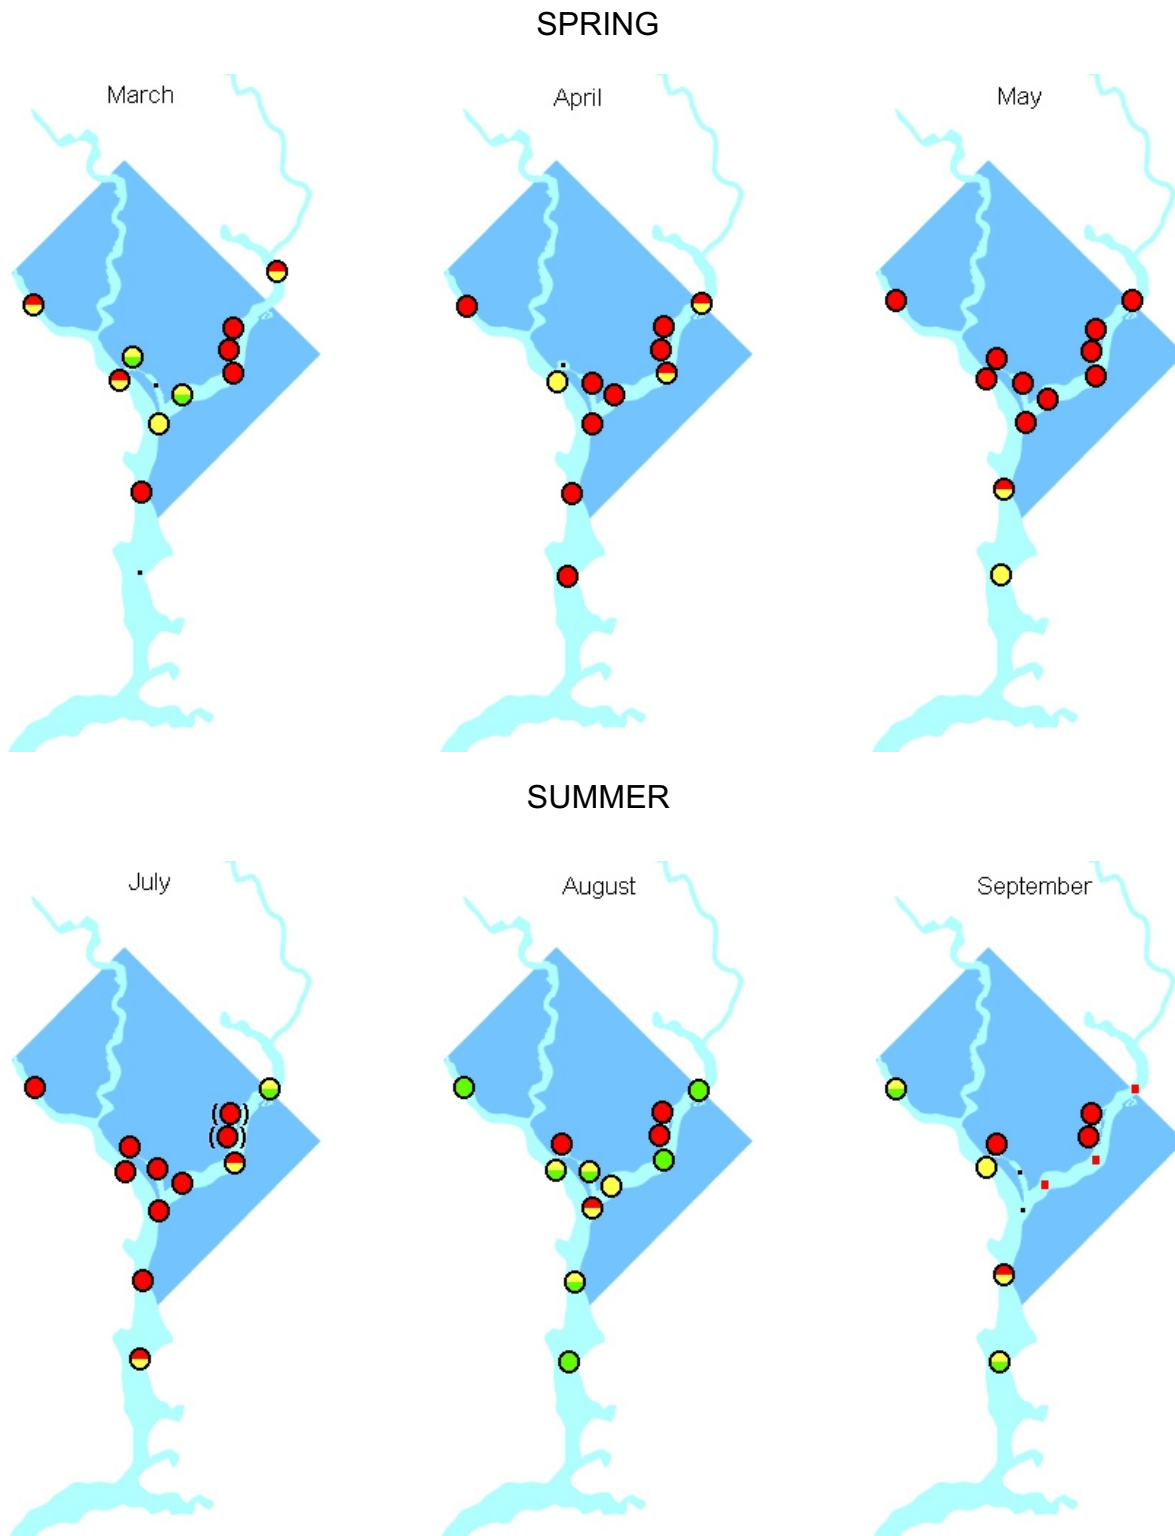 SPRING
March
April
May
SUMMER
July
August
September
( )
( )